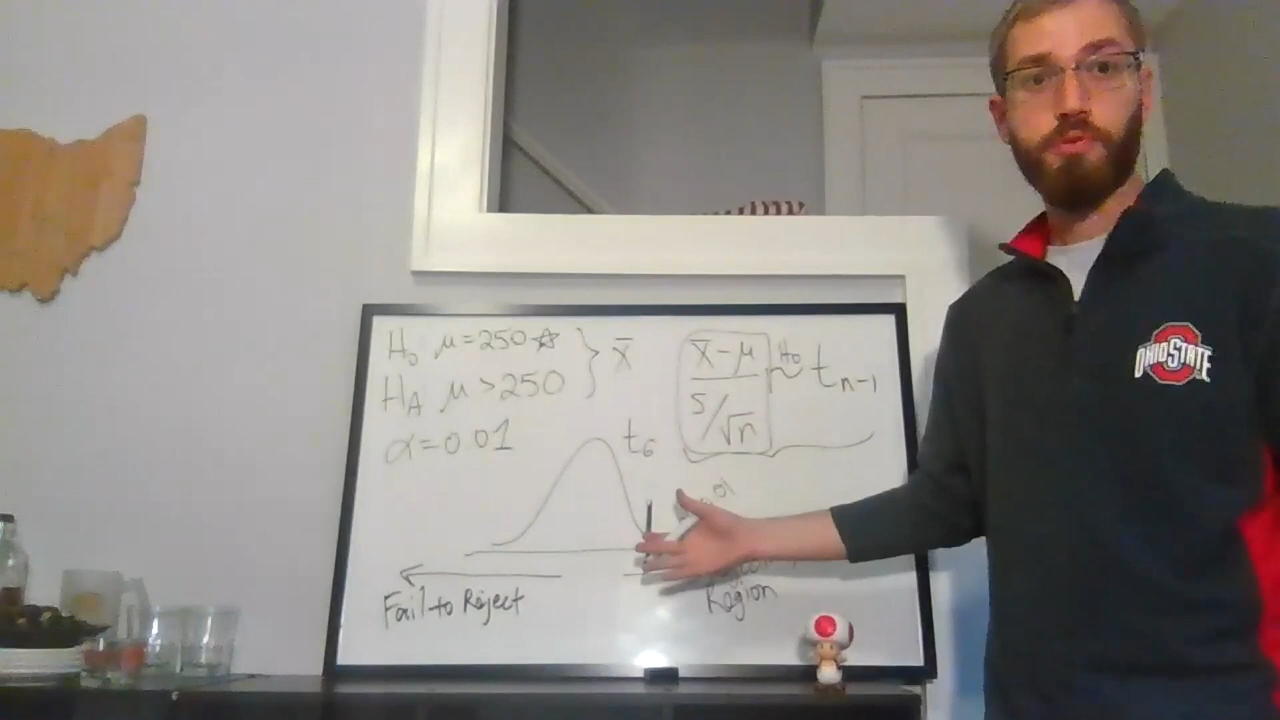 H₀ μ=250☆ } x̄
H_A μ>250
α=0.01
x̄-μ
s/√n
H₀
~ t_{n-1}
t₆
.01
Fail to Reject
Region
OHIO STATE